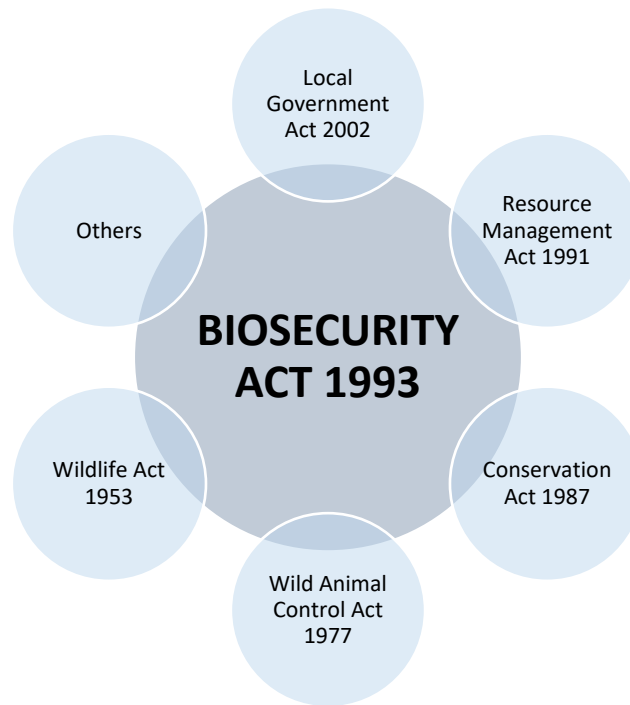 Local
Government
Act 2002
Others
Resource
Management
Act 1991
BIOSECURITY
ACT 1993
Wildlife Act
1953
Conservation
Act 1987
Wild Animal
Control Act
1977